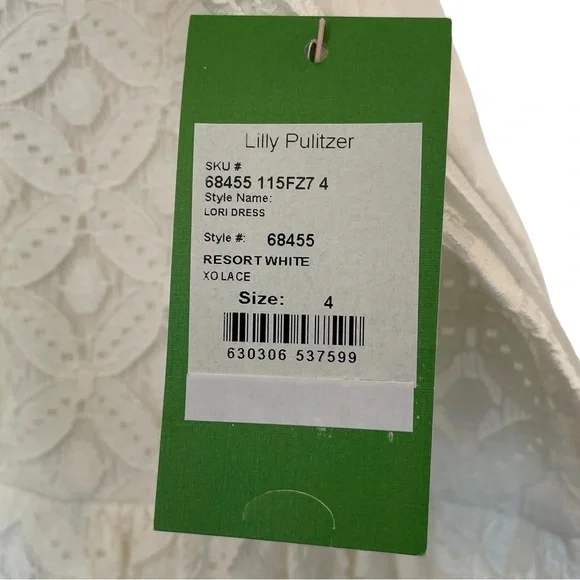 Lilly Pulitzer
SKU #
68455 115FZ7 4
Style Name:
LORI DRESS
Style #: 68455
RESORT WHITE
XO LACE
Size: 4
630306 537599